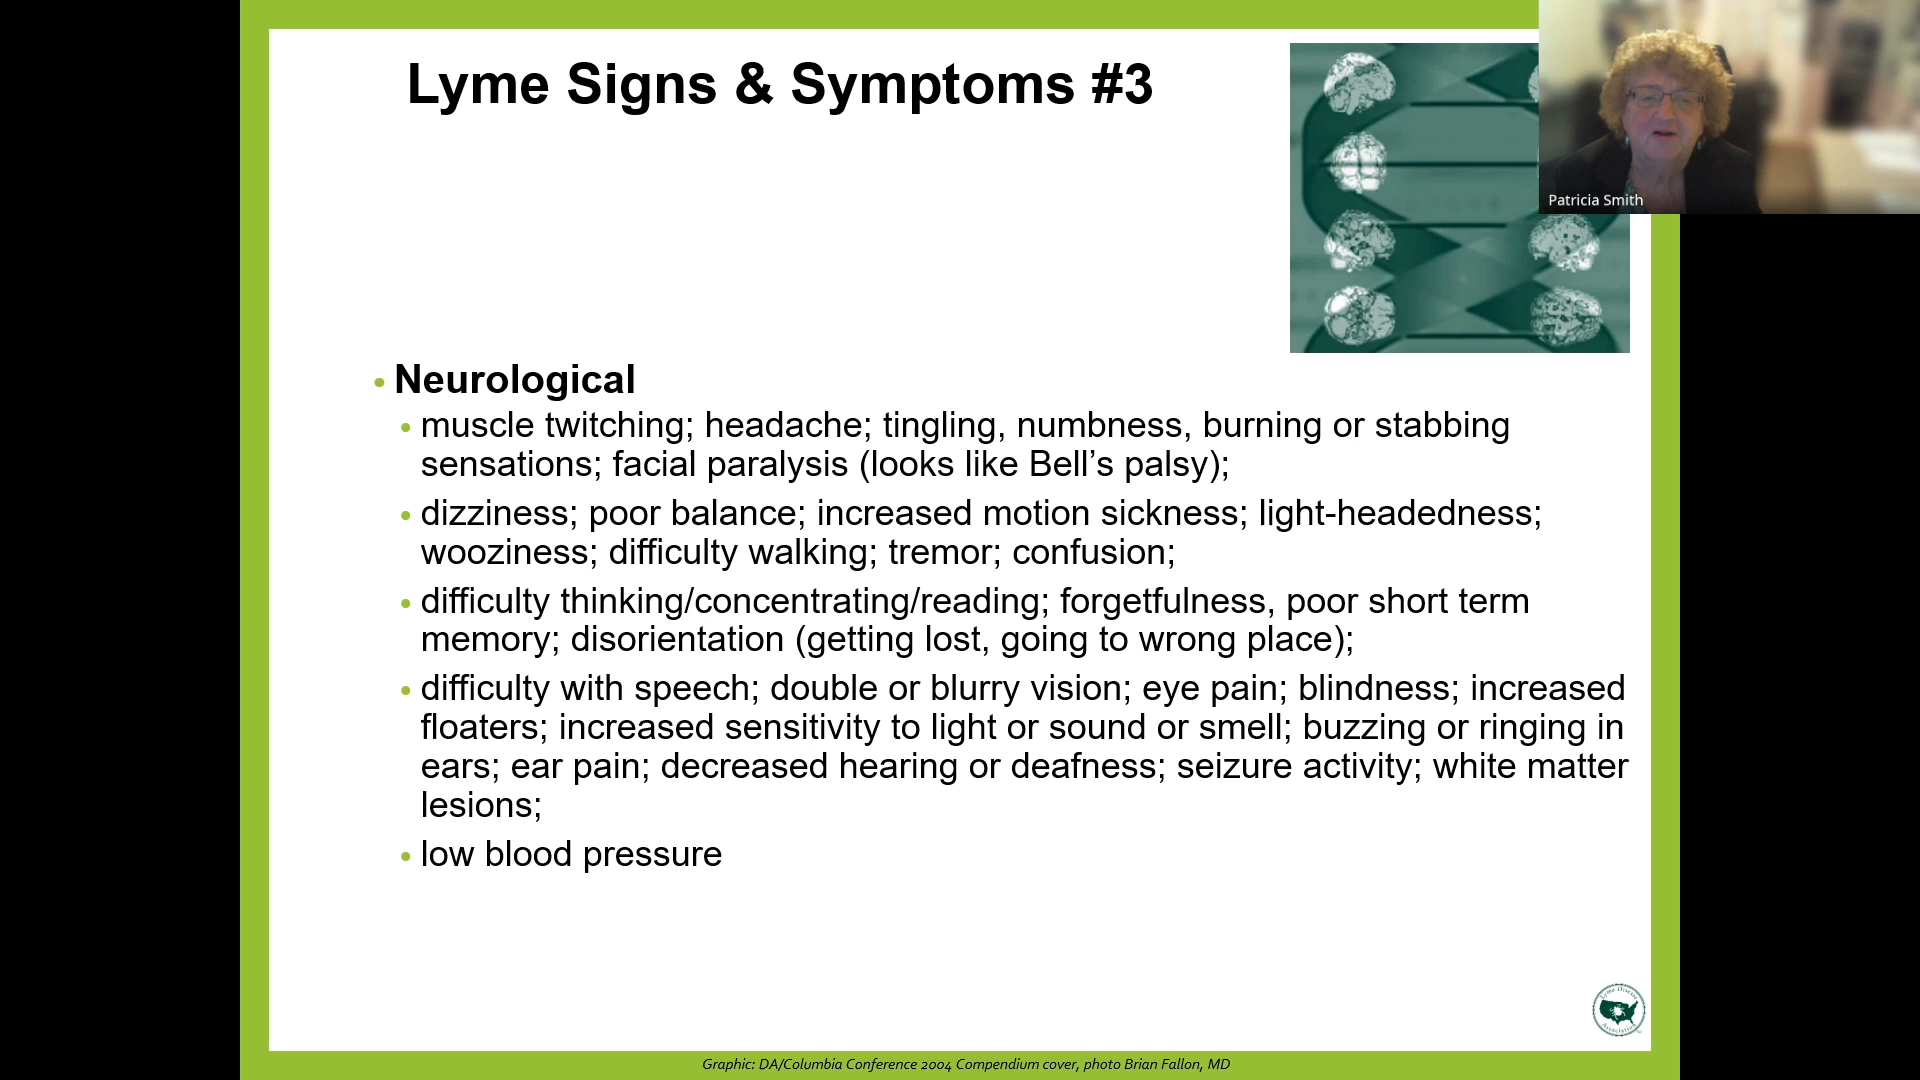 Lyme Signs & Symptoms #3
Patricia Smith
• Neurological
• muscle twitching; headache; tingling, numbness, burning or stabbing
sensations; facial paralysis (looks like Bell’s palsy);
• dizziness; poor balance; increased motion sickness; light-headedness;
wooziness; difficulty walking; tremor; confusion;
• difficulty thinking/concentrating/reading; forgetfulness, poor short term
memory; disorientation (getting lost, going to wrong place);
• difficulty with speech; double or blurry vision; eye pain; blindness; increased
floaters; increased sensitivity to light or sound or smell; buzzing or ringing in
ears; ear pain; decreased hearing or deafness; seizure activity; white matter
lesions;
• low blood pressure
Lyme Disease
Association
Graphic: DA/Columbia Conference 2004 Compendium cover, photo Brian Fallon, MD